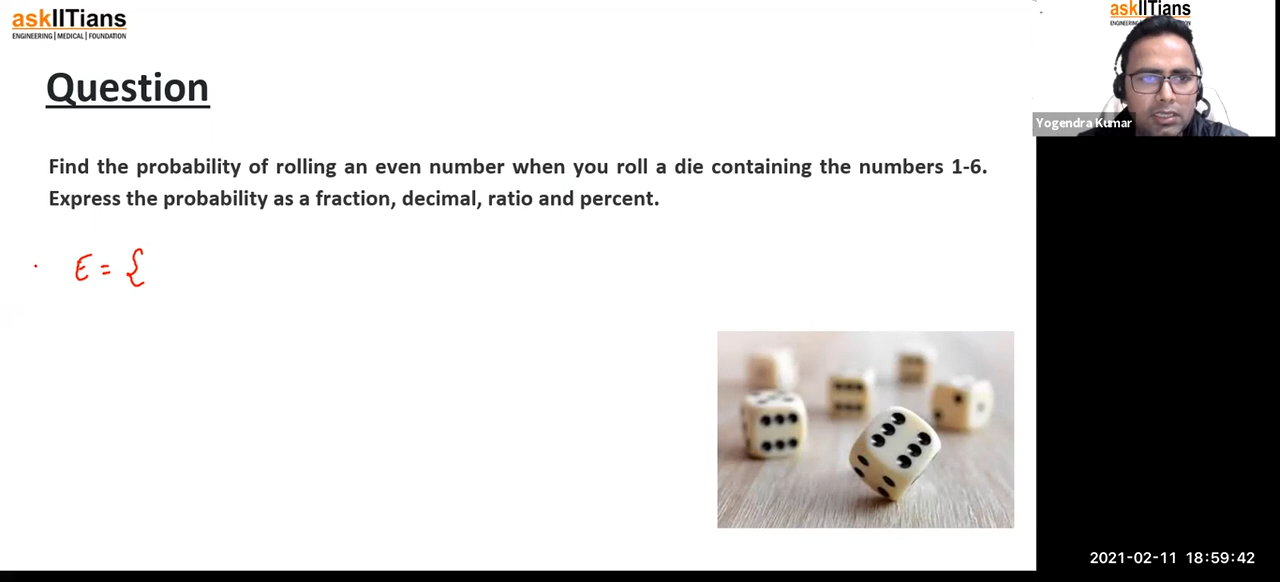 askIITians
ENGINEERING | MEDICAL | FOUNDATION
askIITians
Yogendra Kumar
Question
Find the probability of rolling an even number when you roll a die containing the numbers 1-6.
Express the probability as a fraction, decimal, ratio and percent.
E = {
2021-02-11 18:59:42